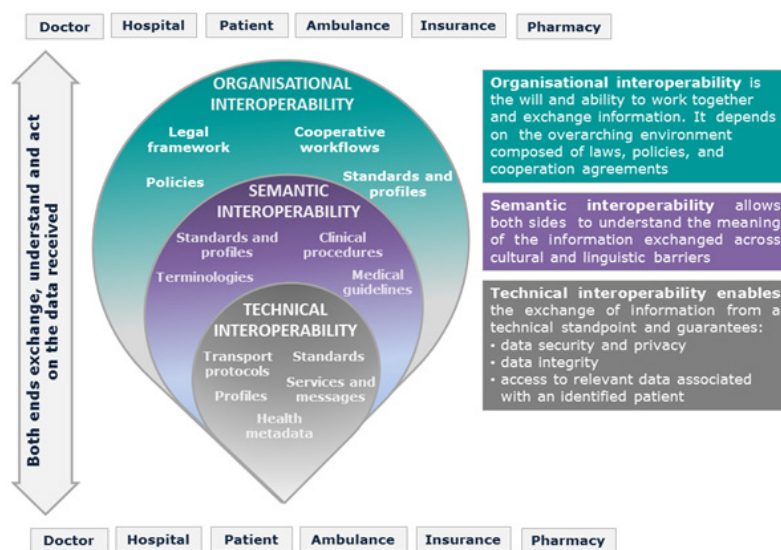 Doctor Hospital Patient Ambulance Insurance Pharmacy
Both ends exchange, understand and act
on the data received
ORGANISATIONAL
INTEROPERABILITY
Legal
framework
Cooperative
workflows
Policies
Standards and
profiles
SEMANTIC
INTEROPERABILITY
Standards and
profiles
Clinical
procedures
Terminologies
Medical
guidelines
TECHNICAL
INTEROPERABILITY
Transport
protocols
Standards
Profiles
Services and
messages
Health
metadata
Organisational interoperability is
the will and ability to work together
and exchange information. It depends
on the overarching environment
composed of laws, policies, and
cooperation agreements
Semantic interoperability allows
both sides to understand the meaning
of the information exchanged across
cultural and linguistic barriers
Technical interoperability enables
the exchange of information from a
technical standpoint and guarantees:
• data security and privacy
• data integrity
• access to relevant data associated
with an identified patient
Doctor Hospital Patient Ambulance Insurance Pharmacy